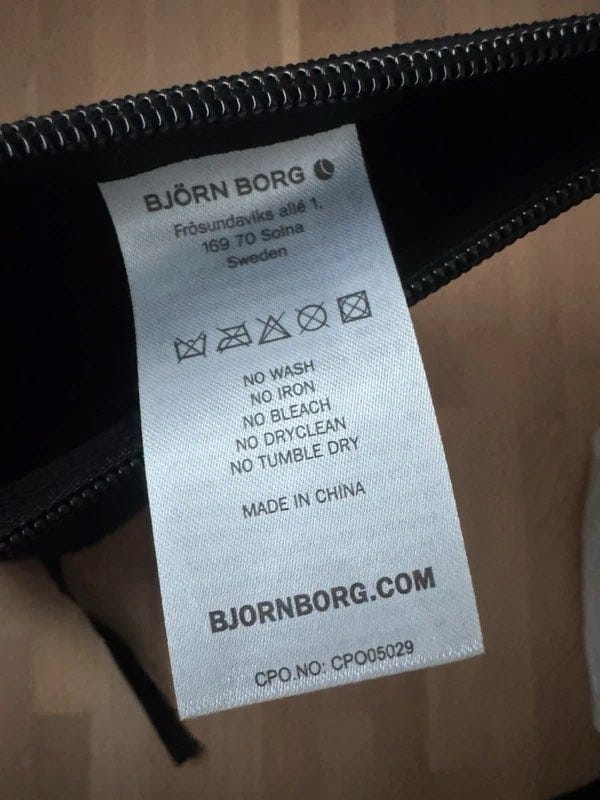 BJÖRN BORG
Frösundaviks allé 1,
169 70 Solna
Sweden
NO WASH
NO IRON
NO BLEACH
NO DRYCLEAN
NO TUMBLE DRY
MADE IN CHINA
BJORNBORG.COM
CPO.NO: CPO05029